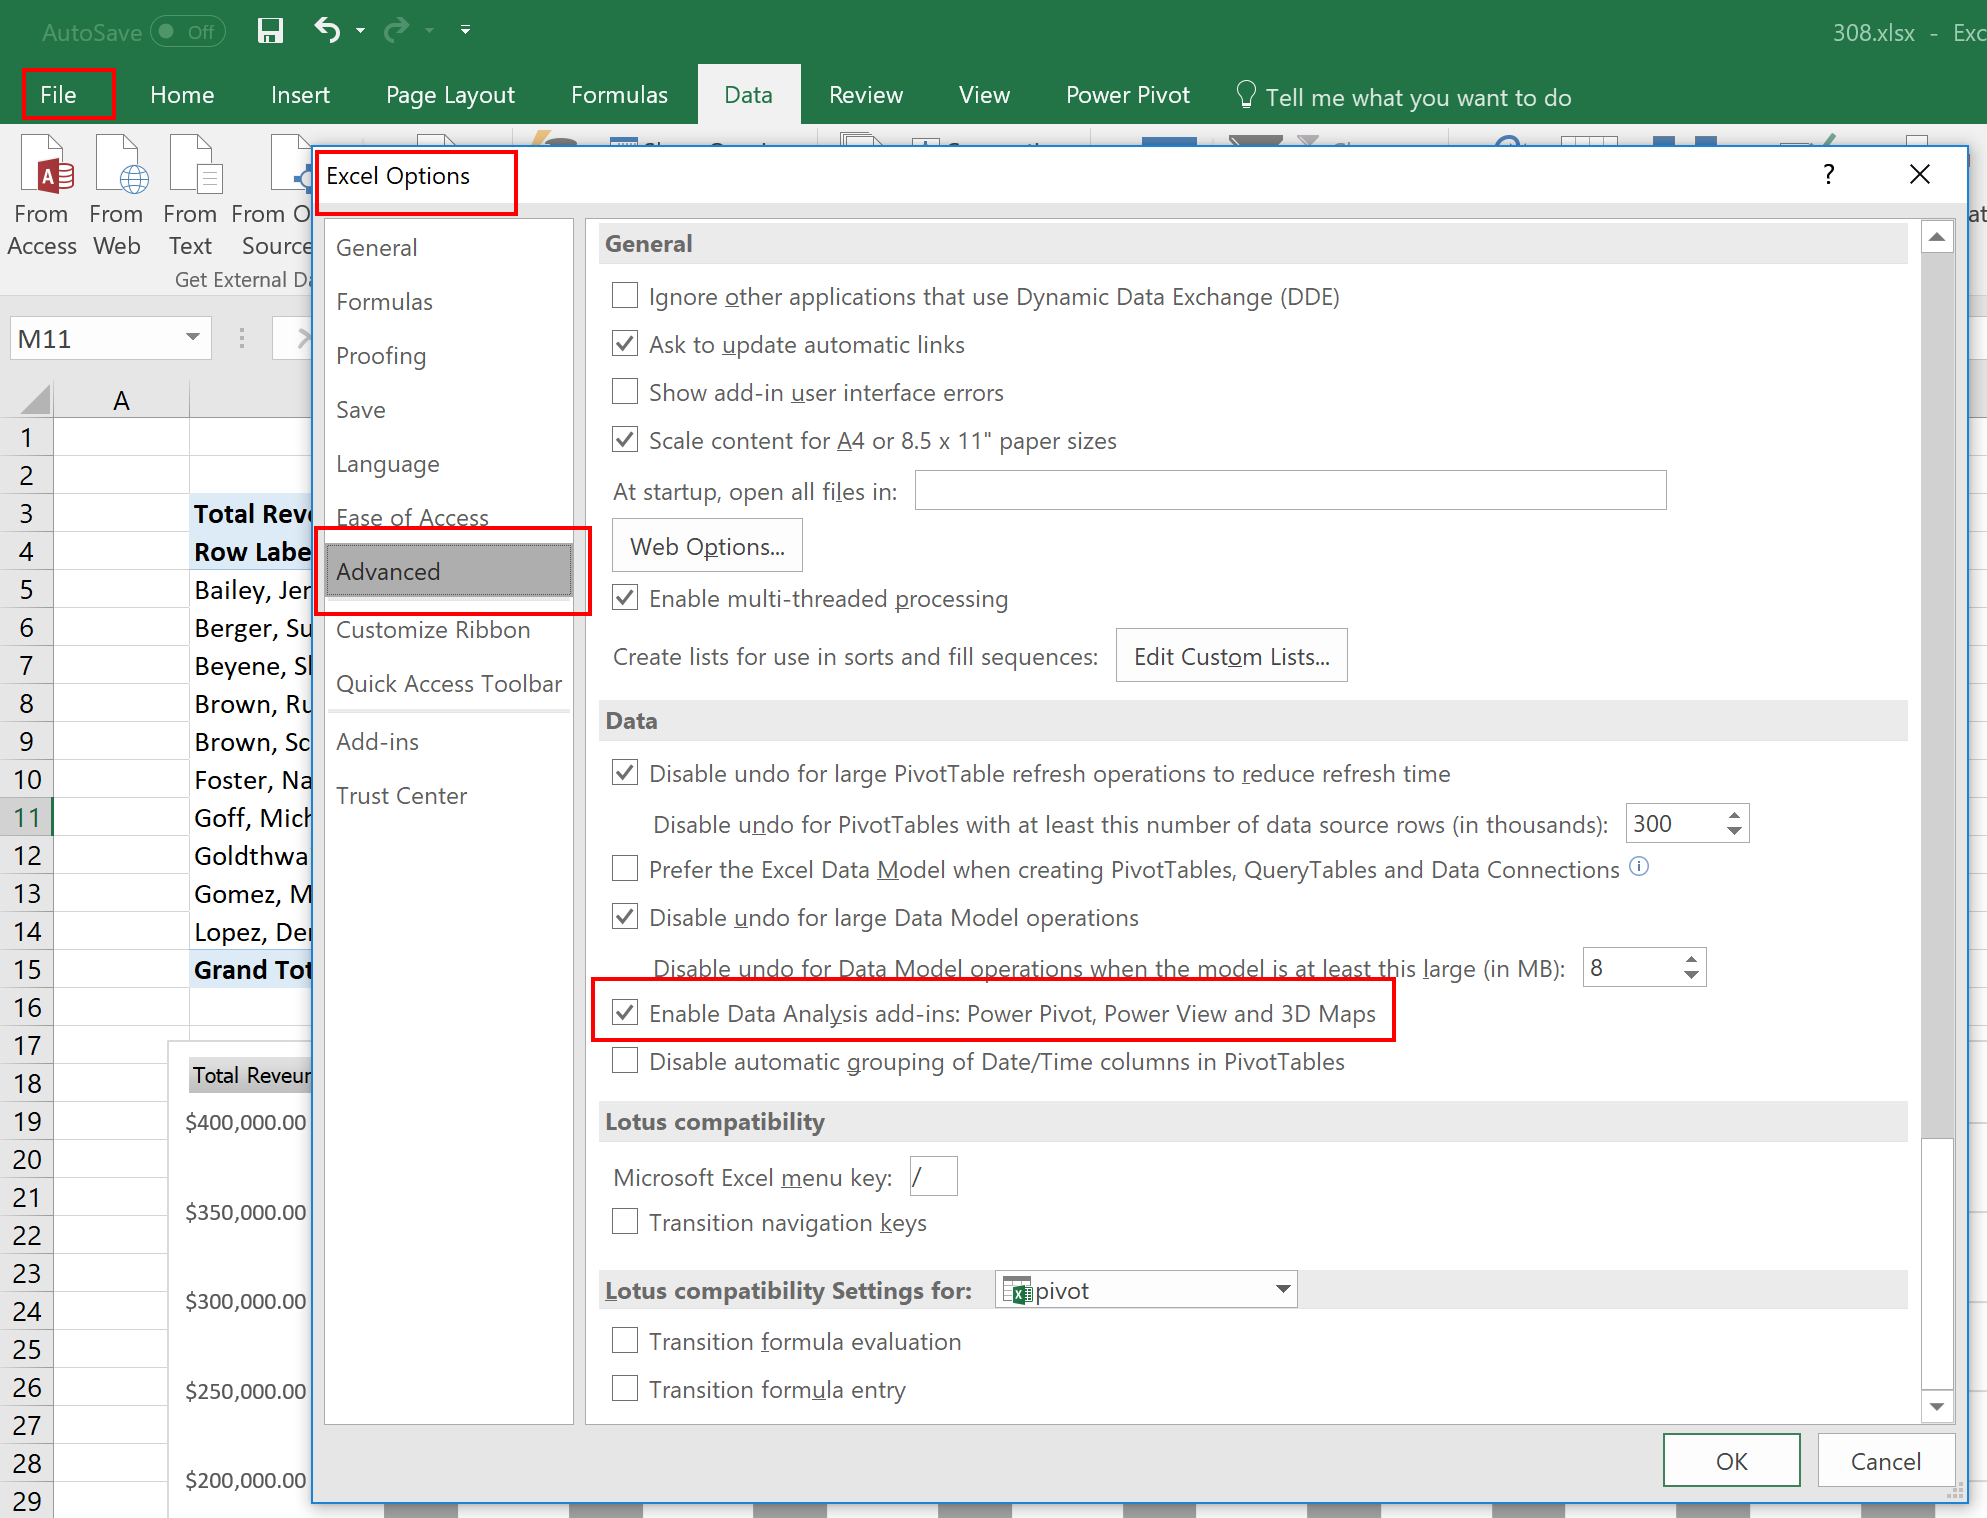 AutoSave Off
308.xlsx - Exc
File Home Insert Page Layout Formulas Data Review View Power Pivot Tell me what you want to do
From Access
From Web
From Text
From O
Source
Get External Da
M11
A
1
2
3 Total Reve
4 Row Labe
5 Bailey, Jer
6 Berger, Su
7 Beyene, Sh
8 Brown, Ru
9 Brown, Sc
10 Foster, Na
11 Goff, Mich
12 Goldthwa
13 Gomez, M
14 Lopez, Der
15 Grand Tot
16
17
18
19
20
21
22
23
24
25
26
27
28
29
Total Reveun
$400,000.00
$350,000.00
$300,000.00
$250,000.00
$200,000.00
Excel Options
?
General
Formulas
Proofing
Save
Language
Ease of Access
Advanced
Customize Ribbon
Quick Access Toolbar
Add-ins
Trust Center
General
Ignore other applications that use Dynamic Data Exchange (DDE)
Ask to update automatic links
Show add-in user interface errors
Scale content for A4 or 8.5 x 11" paper sizes
At startup, open all files in:
Web Options...
Enable multi-threaded processing
Create lists for use in sorts and fill sequences: Edit Custom Lists...
Data
Disable undo for large PivotTable refresh operations to reduce refresh time
Disable undo for PivotTables with at least this number of data source rows (in thousands): 300
Prefer the Excel Data Model when creating PivotTables, QueryTables and Data Connections
Disable undo for large Data Model operations
Disable undo for Data Model operations when the model is at least this large (in MB): 8
Enable Data Analysis add-ins: Power Pivot, Power View and 3D Maps
Disable automatic grouping of Date/Time columns in PivotTables
Lotus compatibility
Microsoft Excel menu key: /
Transition navigation keys
Lotus compatibility Settings for: pivot
Transition formula evaluation
Transition formula entry
OK Cancel